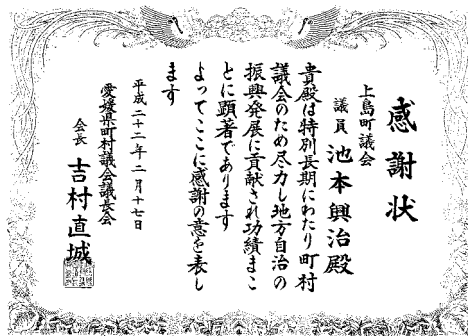 感謝状
上島町議会
議員 池本興治殿
貴殿は特別長期にわたり町村
議会のため尽力し地方自治の
振興発展に貢献され功績まこ
とに顕著であります
よってここに感謝の意を表し
ます
平成二十二年二月十七日
愛媛県町村議会議長会
会長 吉村直城